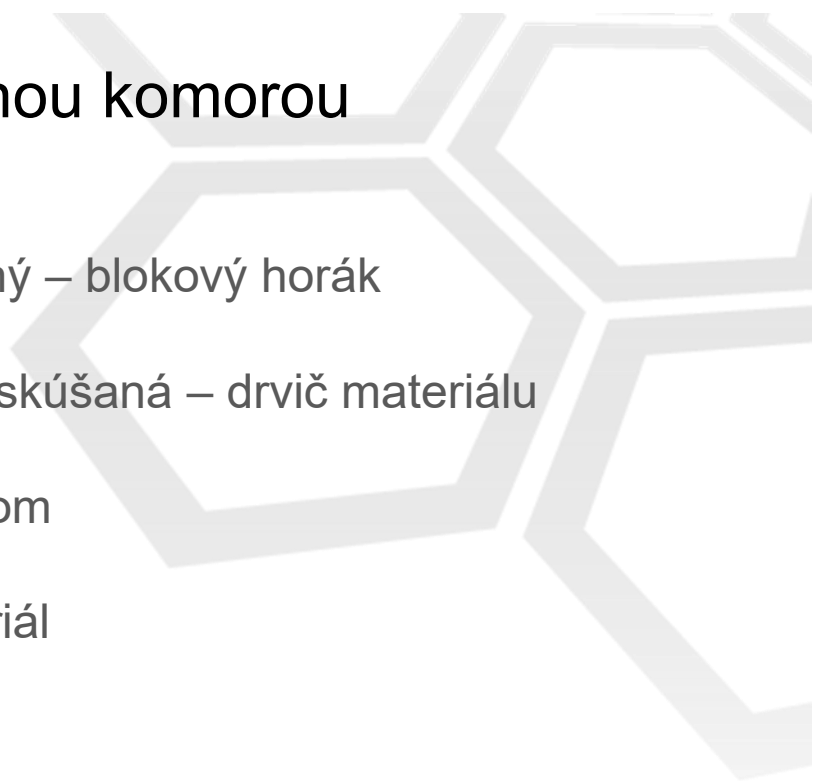 nou komorou
ný – blokový horák
skúšaná – drvič materiálu
om
riál